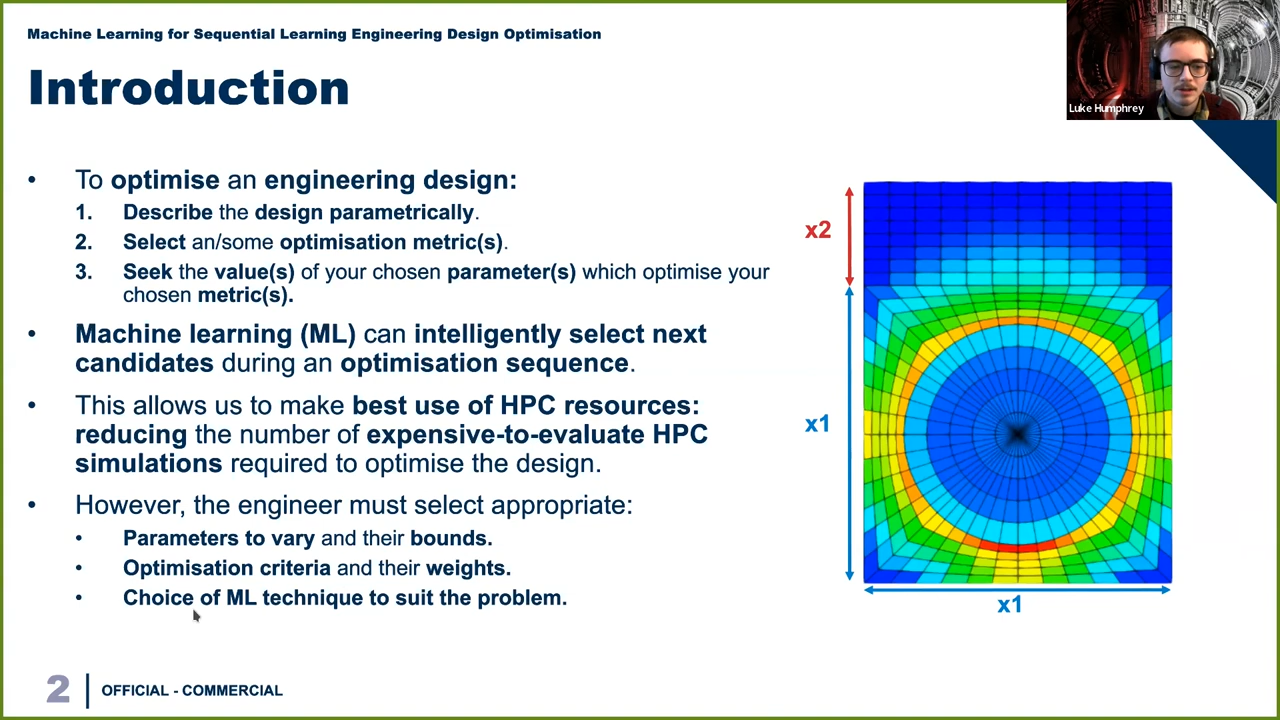 Machine Learning for Sequential Learning Engineering Design Optimisation
Introduction
Luke Humphrey
• To optimise an engineering design:
1. Describe the design parametrically.
2. Select an/some optimisation metric(s).
3. Seek the value(s) of your chosen parameter(s) which optimise your
chosen metric(s).
• Machine learning (ML) can intelligently select next
candidates during an optimisation sequence.
• This allows us to make best use of HPC resources:
reducing the number of expensive-to-evaluate HPC
simulations required to optimise the design.
• However, the engineer must select appropriate:
• Parameters to vary and their bounds.
• Optimisation criteria and their weights.
• Choice of ML technique to suit the problem.
x2
x1
x1
2
OFFICIAL - COMMERCIAL